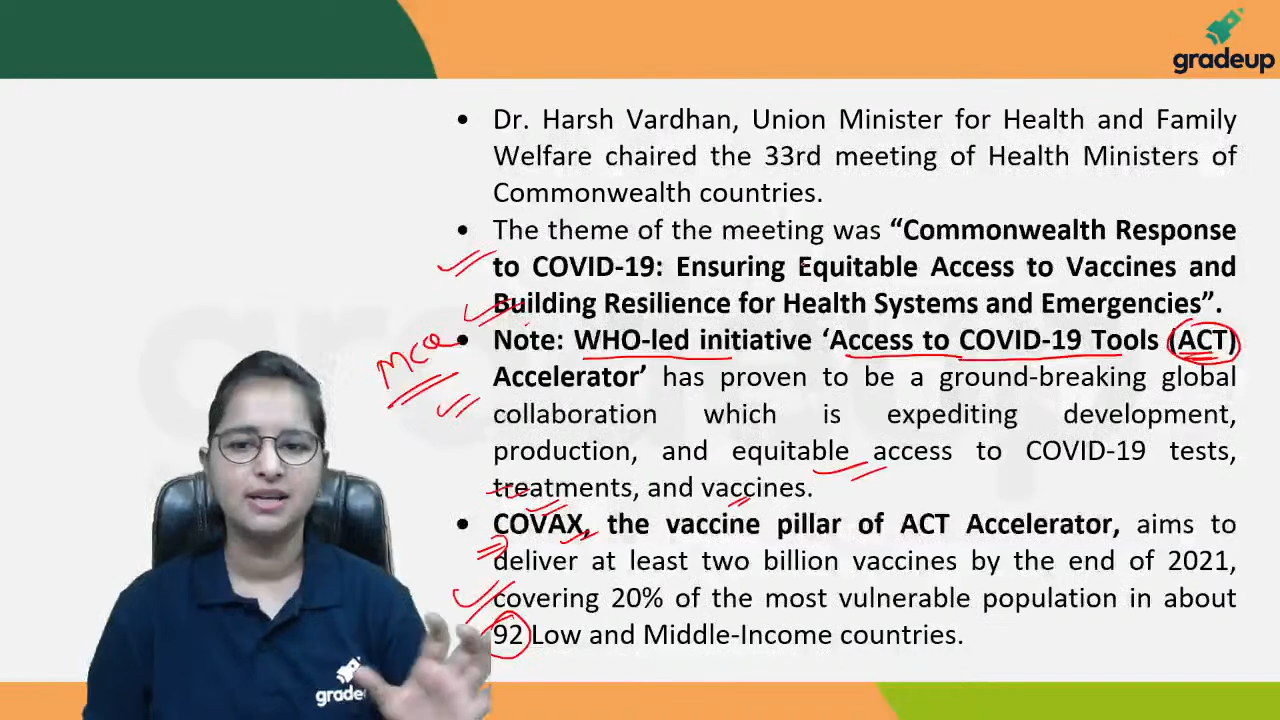 gradeup
• Dr. Harsh Vardhan, Union Minister for Health and Family
Welfare chaired the 33rd meeting of Health Ministers of
Commonwealth countries.
• The theme of the meeting was “Commonwealth Response
to COVID-19: Ensuring Equitable Access to Vaccines and
Building Resilience for Health Systems and Emergencies”.
• Note: WHO-led initiative ‘Access to COVID-19 Tools (ACT)
MCQ
Accelerator’ has proven to be a ground-breaking global
collaboration which is expediting development,
production, and equitable access to COVID-19 tests,
treatments, and vaccines.
• COVAX, the vaccine pillar of ACT Accelerator, aims to
deliver at least two billion vaccines by the end of 2021,
covering 20% of the most vulnerable population in about
92 Low and Middle-Income countries.
grade